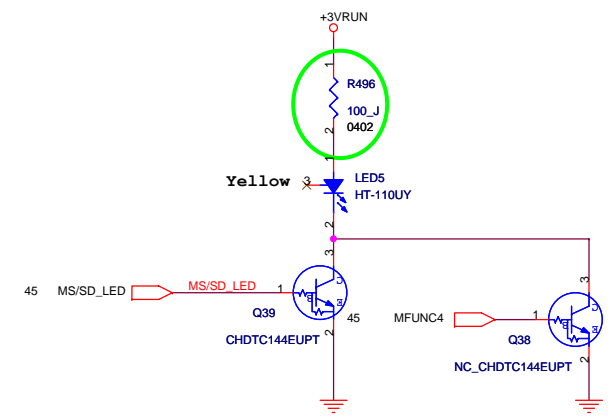 +3VRUN
1
R496
100_J
2
0402
1
Yellow 3
LED5
HT-110UY
2
3
3
45 MS/SD_LED
MS/SD_LED 1
C
B
E
Q39
45
2
CHDTC144EUPT
MFUNC4
1
C
B
E
Q38
2
NC_CHDTC144EUPT